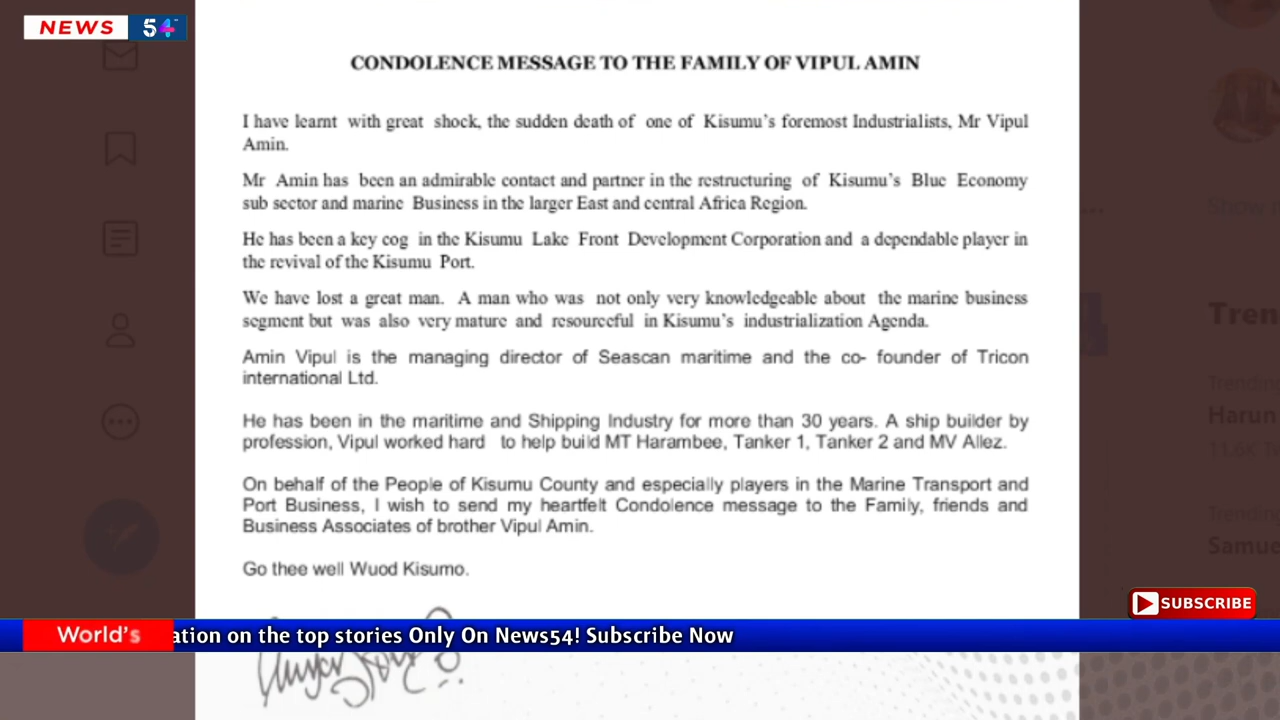 NEWS 54
CONDOLENCE MESSAGE TO THE FAMILY OF VIPUL AMIN
I have learnt with great shock, the sudden death of one of Kisumu's foremost Industrialists, Mr Vipul
Amin.
Mr Amin has been an admirable contact and partner in the restructuring of Kisumu's Blue Economy
sub sector and marine Business in the larger East and central Africa Region.
He has been a key cog in the Kisumu Lake Front Development Corporation and a dependable player in
the revival of the Kisumu Port.
We have lost a great man. A man who was not only very knowledgeable about the marine business
segment but was also very mature and resourceful in Kisumu's industrialization Agenda.
Amin Vipul is the managing director of Seascan maritime and the co- founder of Tricon
international Ltd.
He has been in the maritime and Shipping Industry for more than 30 years. A ship builder by
profession, Vipul worked hard to help build MT Harambee, Tanker 1, Tanker 2 and MV Allez.
On behalf of the People of Kisumu County and especially players in the Marine Transport and
Port Business, I wish to send my heartfelt Condolence message to the Family, friends and
Business Associates of brother Vipul Amin.
Go thee well Wuod Kisumo.
Show
Tren
Trending
Harun
11.6K
Trending
Samue
SUBSCRIBE
World's ation on the top stories Only On News54! Subscribe Now